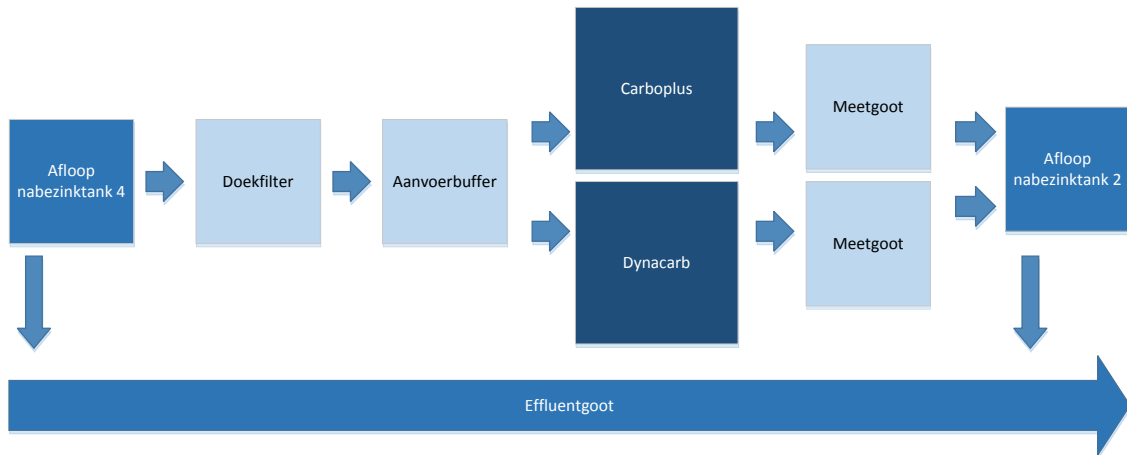 Afloop
nabezinktank 4
Doekfilter
Aanvoerbuffer
Carboplus
Dynacarb
Meetgoot
Meetgoot
Afloop
nabezinktank 2
Effluentgoot